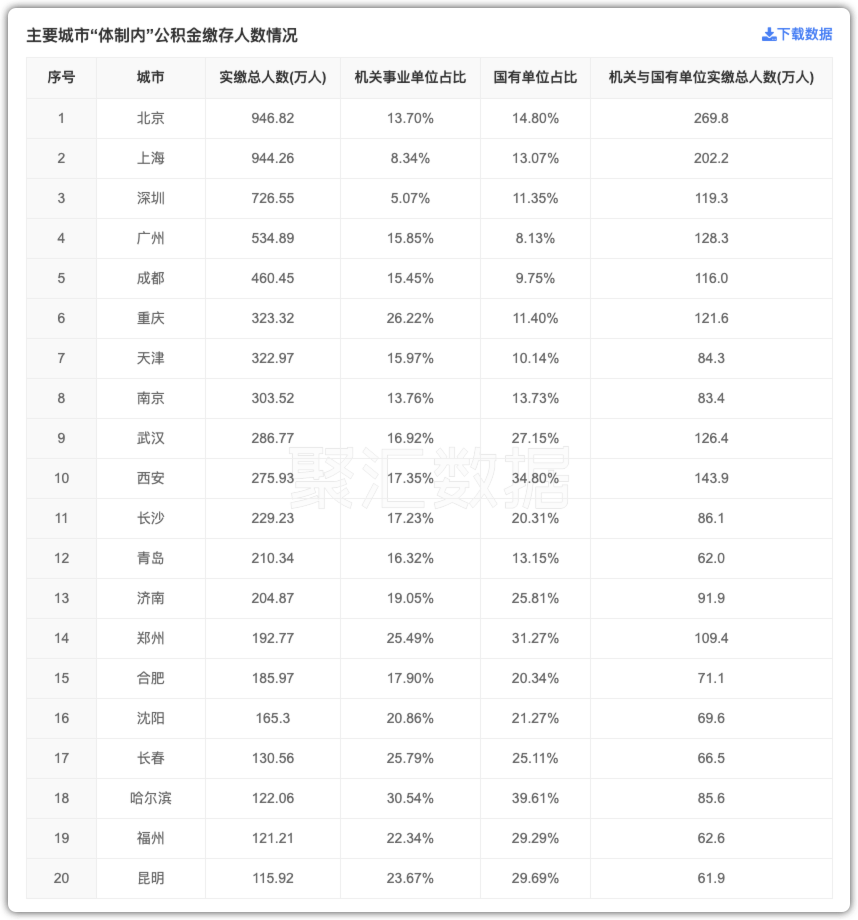 主要城市“体制内”公积金缴存人数情况 下载数据
序号 城市 实缴总人数(万人) 机关事业单位占比 国有单位占比 机关与国有单位实缴总人数(万人)
1 北京 946.82 13.70% 14.80% 269.8
2 上海 944.26 8.34% 13.07% 202.2
3 深圳 726.55 5.07% 11.35% 119.3
4 广州 534.89 15.85% 8.13% 128.3
5 成都 460.45 15.45% 9.75% 116.0
6 重庆 323.32 26.22% 11.40% 121.6
7 天津 322.97 15.97% 10.14% 84.3
8 南京 303.52 13.76% 13.73% 83.4
9 武汉 286.77 16.92% 27.15% 126.4
10 西安 275.93 17.35% 34.80% 143.9
聚汇数据
11 长沙 229.23 17.23% 20.31% 86.1
12 青岛 210.34 16.32% 13.15% 62.0
13 济南 204.87 19.05% 25.81% 91.9
14 郑州 192.77 25.49% 31.27% 109.4
15 合肥 185.97 17.90% 20.34% 71.1
16 沈阳 165.3 20.86% 21.27% 69.6
17 长春 130.56 25.79% 25.11% 66.5
18 哈尔滨 122.06 30.54% 39.61% 85.6
19 福州 121.21 22.34% 29.29% 62.6
20 昆明 115.92 23.67% 29.69% 61.9